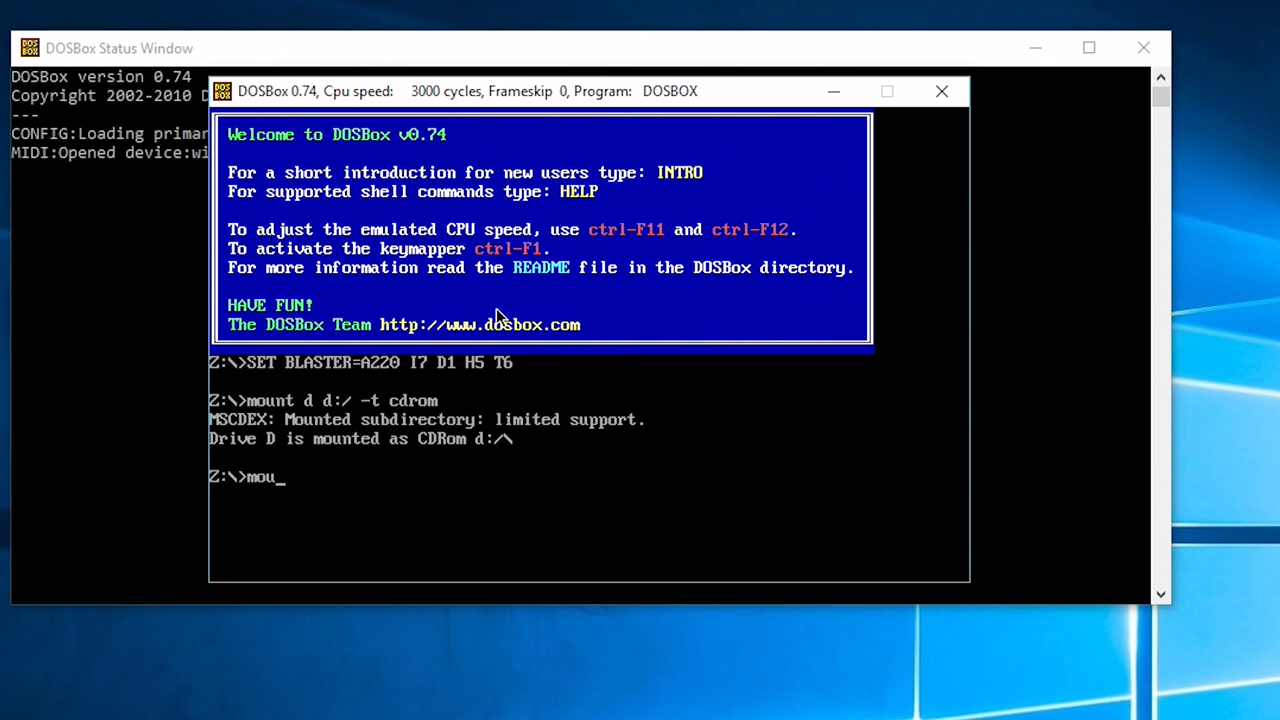 DOSBox Status Window
DOSBox version 0.74
Copyright 2002-2010 D
---
CONFIG:Loading primar
MIDI:Opened device:wi
DOSBox 0.74, Cpu speed: 3000 cycles, Frameskip 0, Program: DOSBOX
Welcome to DOSBox v0.74
For a short introduction for new users type: INTRO
For supported shell commands type: HELP
To adjust the emulated CPU speed, use ctrl-F11 and ctrl-F12.
To activate the keymapper ctrl-F1.
For more information read the README file in the DOSBox directory.
HAVE FUN!
The DOSBox Team http://www.dosbox.com
Z:\>SET BLASTER=A220 I7 D1 H5 T6
Z:\>mount d d:/ -t cdrom
MSCDEX: Mounted subdirectory: limited support.
Drive D is mounted as CDRom d:/\
Z:\>mou_